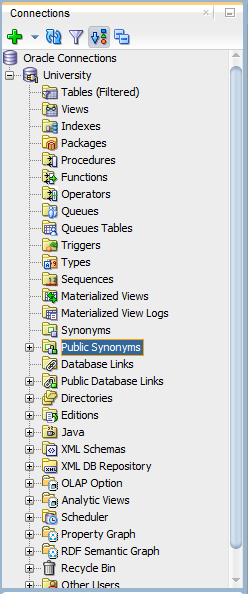 Connections
Oracle Connections
University
Tables (Filtered)
Views
Indexes
Packages
Procedures
Functions
Operators
Queues
Queues Tables
Triggers
Types
Sequences
Materialized Views
Materialized View Logs
Synonyms
Public Synonyms
Database Links
Public Database Links
Directories
Editions
Java
XML Schemas
XML DB Repository
OLAP Option
Analytic Views
Scheduler
Property Graph
RDF Semantic Graph
Recycle Bin
Other Users